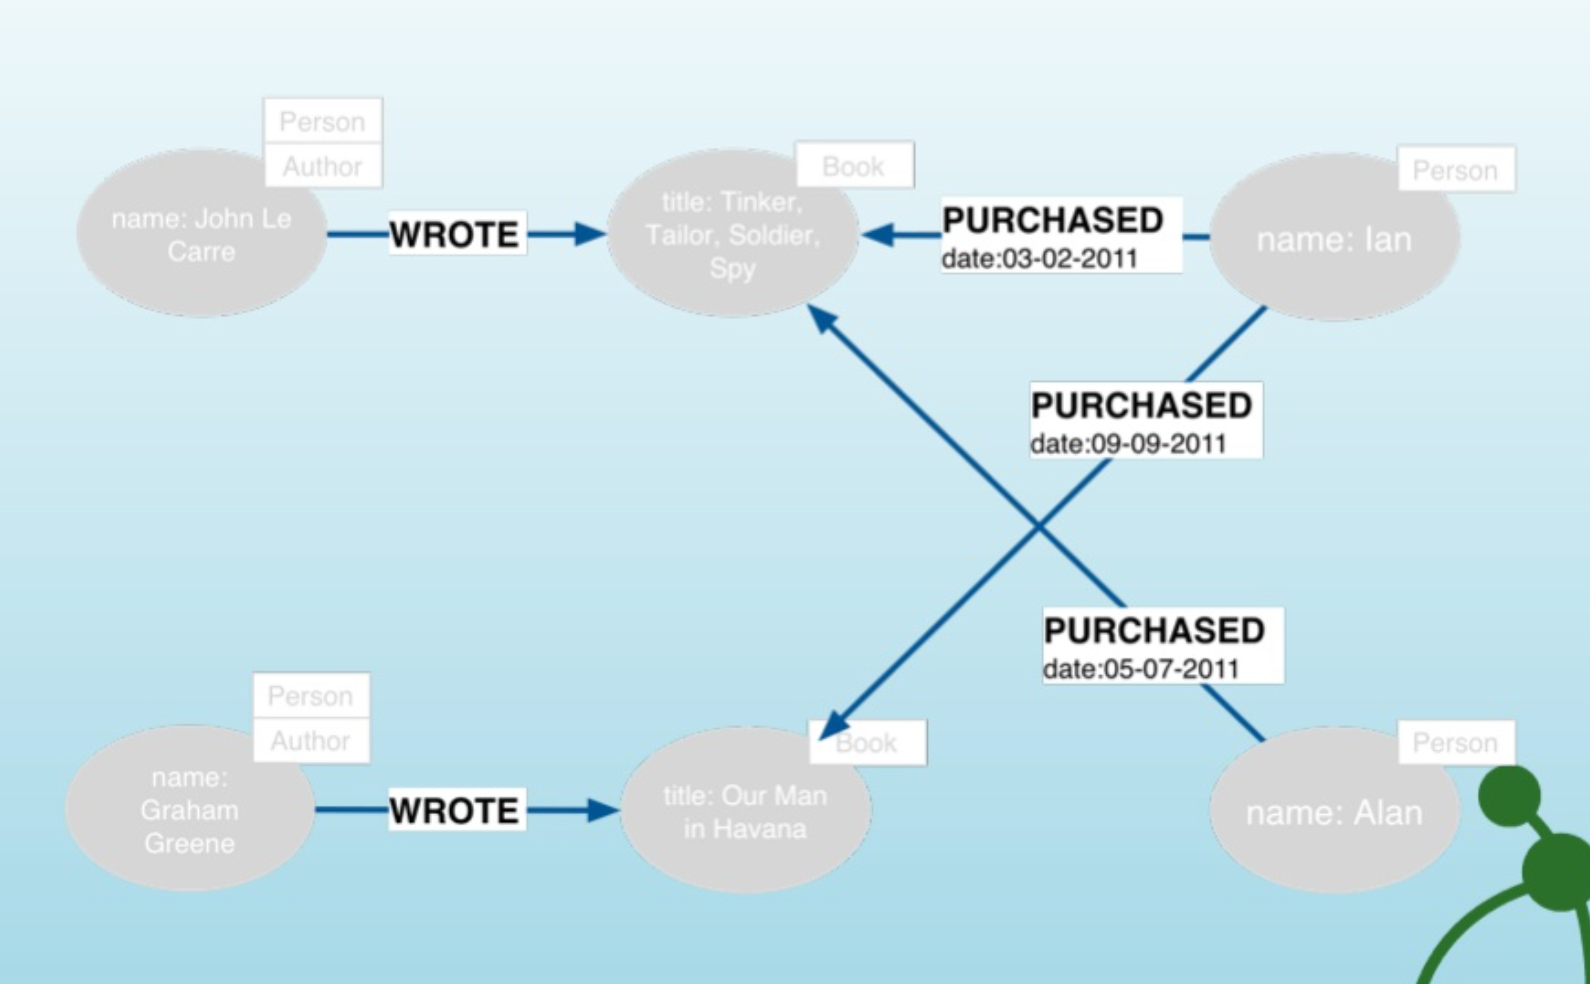 Person
Author
name: John Le
Carre
WROTE
Book
title: Tinker,
Tailor, Soldier,
Spy
PURCHASED
date:03-02-2011
Person
name: Ian
PURCHASED
date:09-09-2011
PURCHASED
date:05-07-2011
Person
Author
name:
Graham
Greene
WROTE
Book
title: Our Man
in Havana
Person
name: Alan